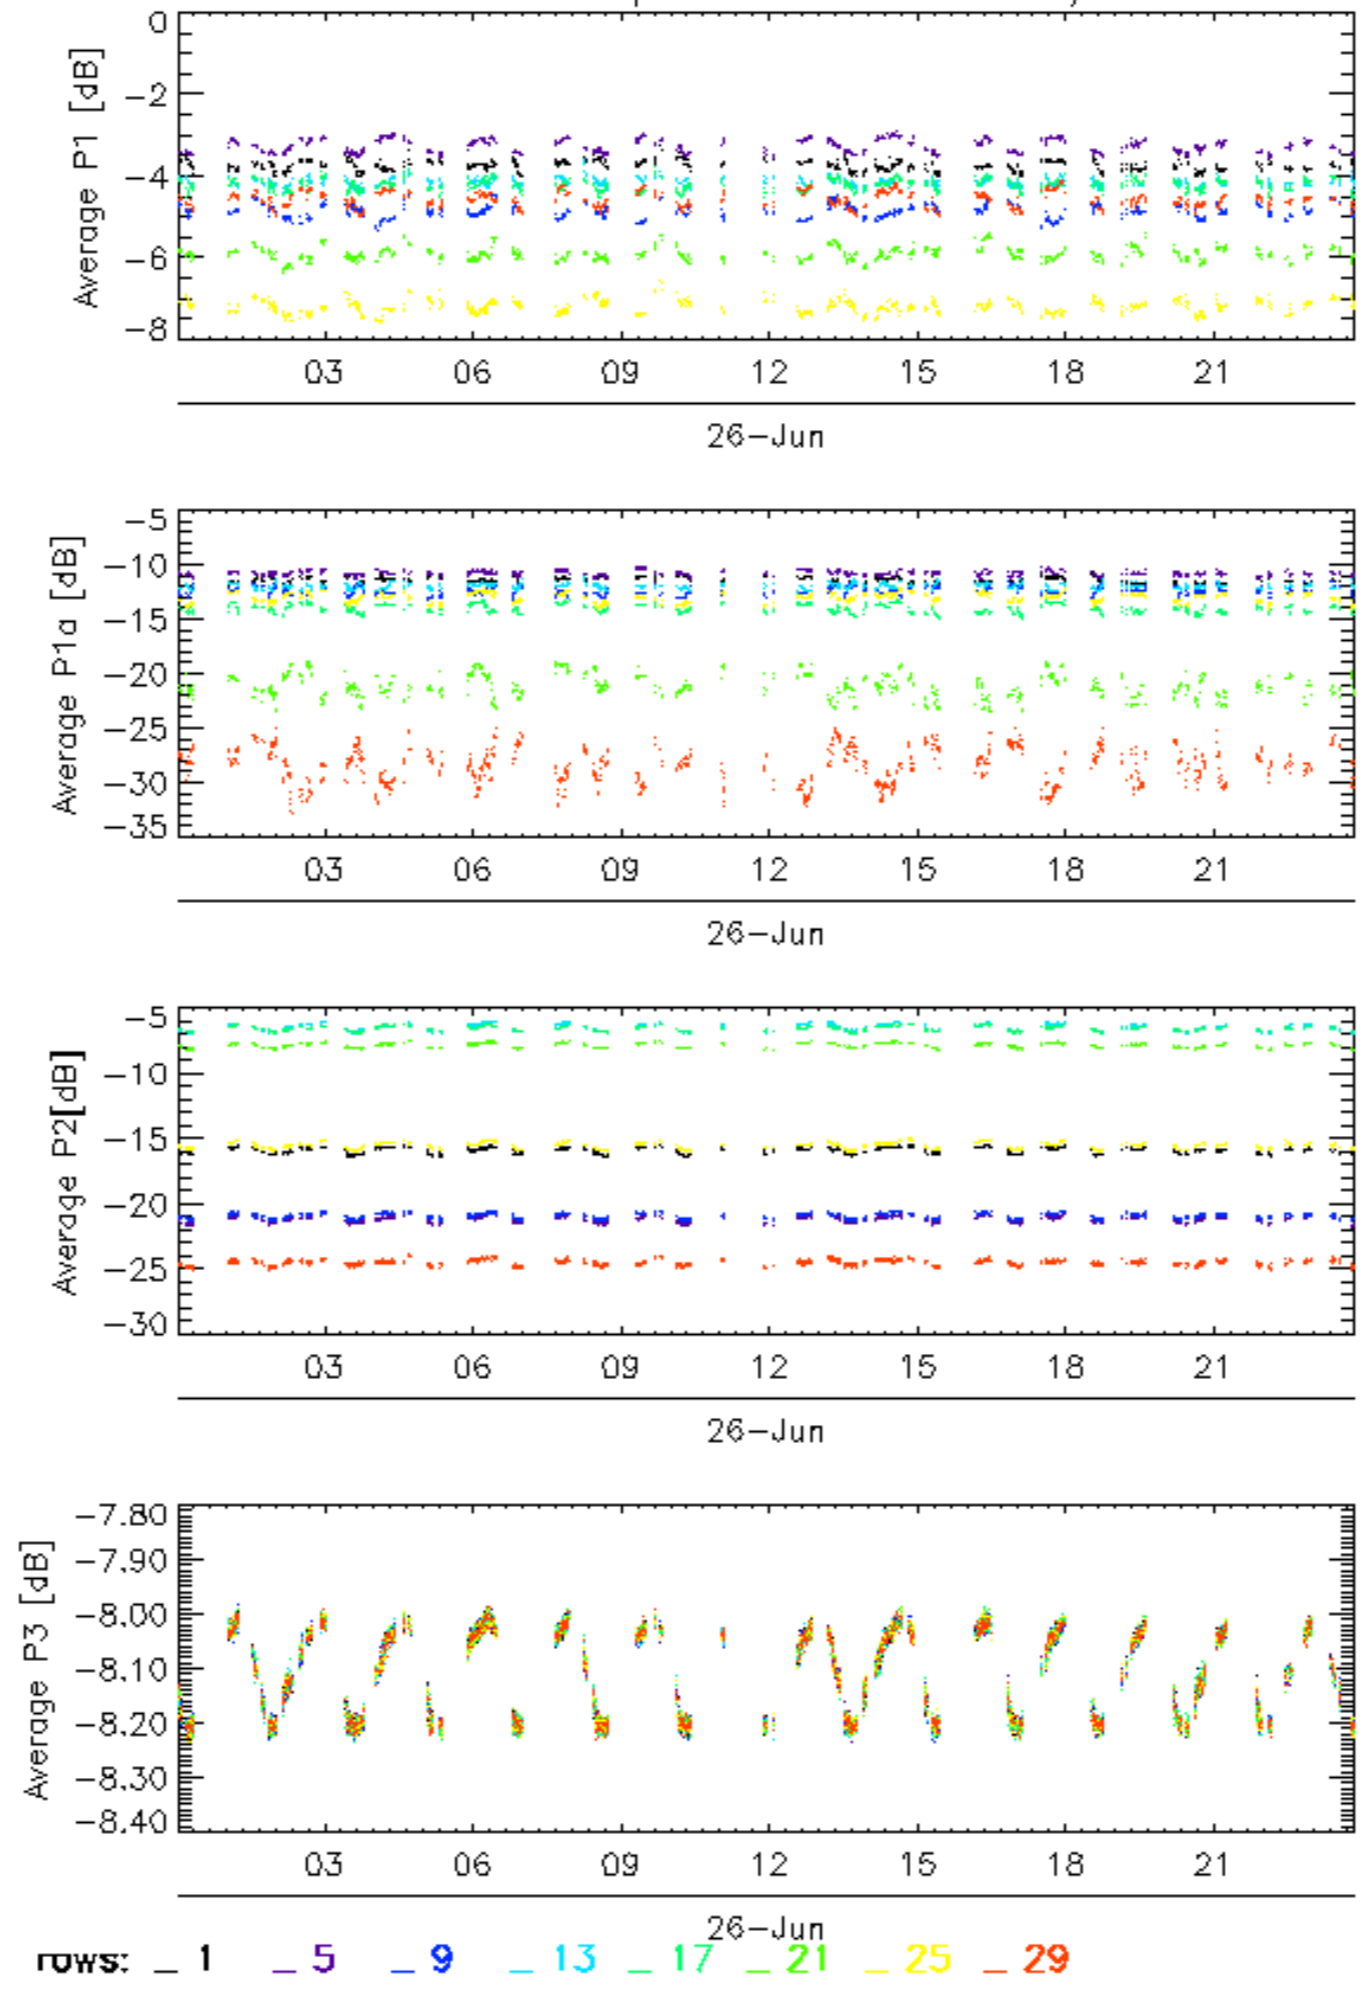 Average P1 [dB]
0
−2
−4
−6
−8
03 06 09 12 15 18 21
26−Jun
Average P1a [dB]
−5
−10
−15
−20
−25
−30
−35
03 06 09 12 15 18 21
26−Jun
Average P2[dB]
−5
−10
−15
−20
−25
−30
03 06 09 12 15 18 21
26−Jun
Average P3 [dB]
−7.80
−7.90
−8.00
−8.10
−8.20
−8.30
−8.40
03 06 09 12 15 18 21
26−Jun
rows: _ 1 _ 5 _ 9 _ 13 _ 17 _ 21 _ 25 _ 29